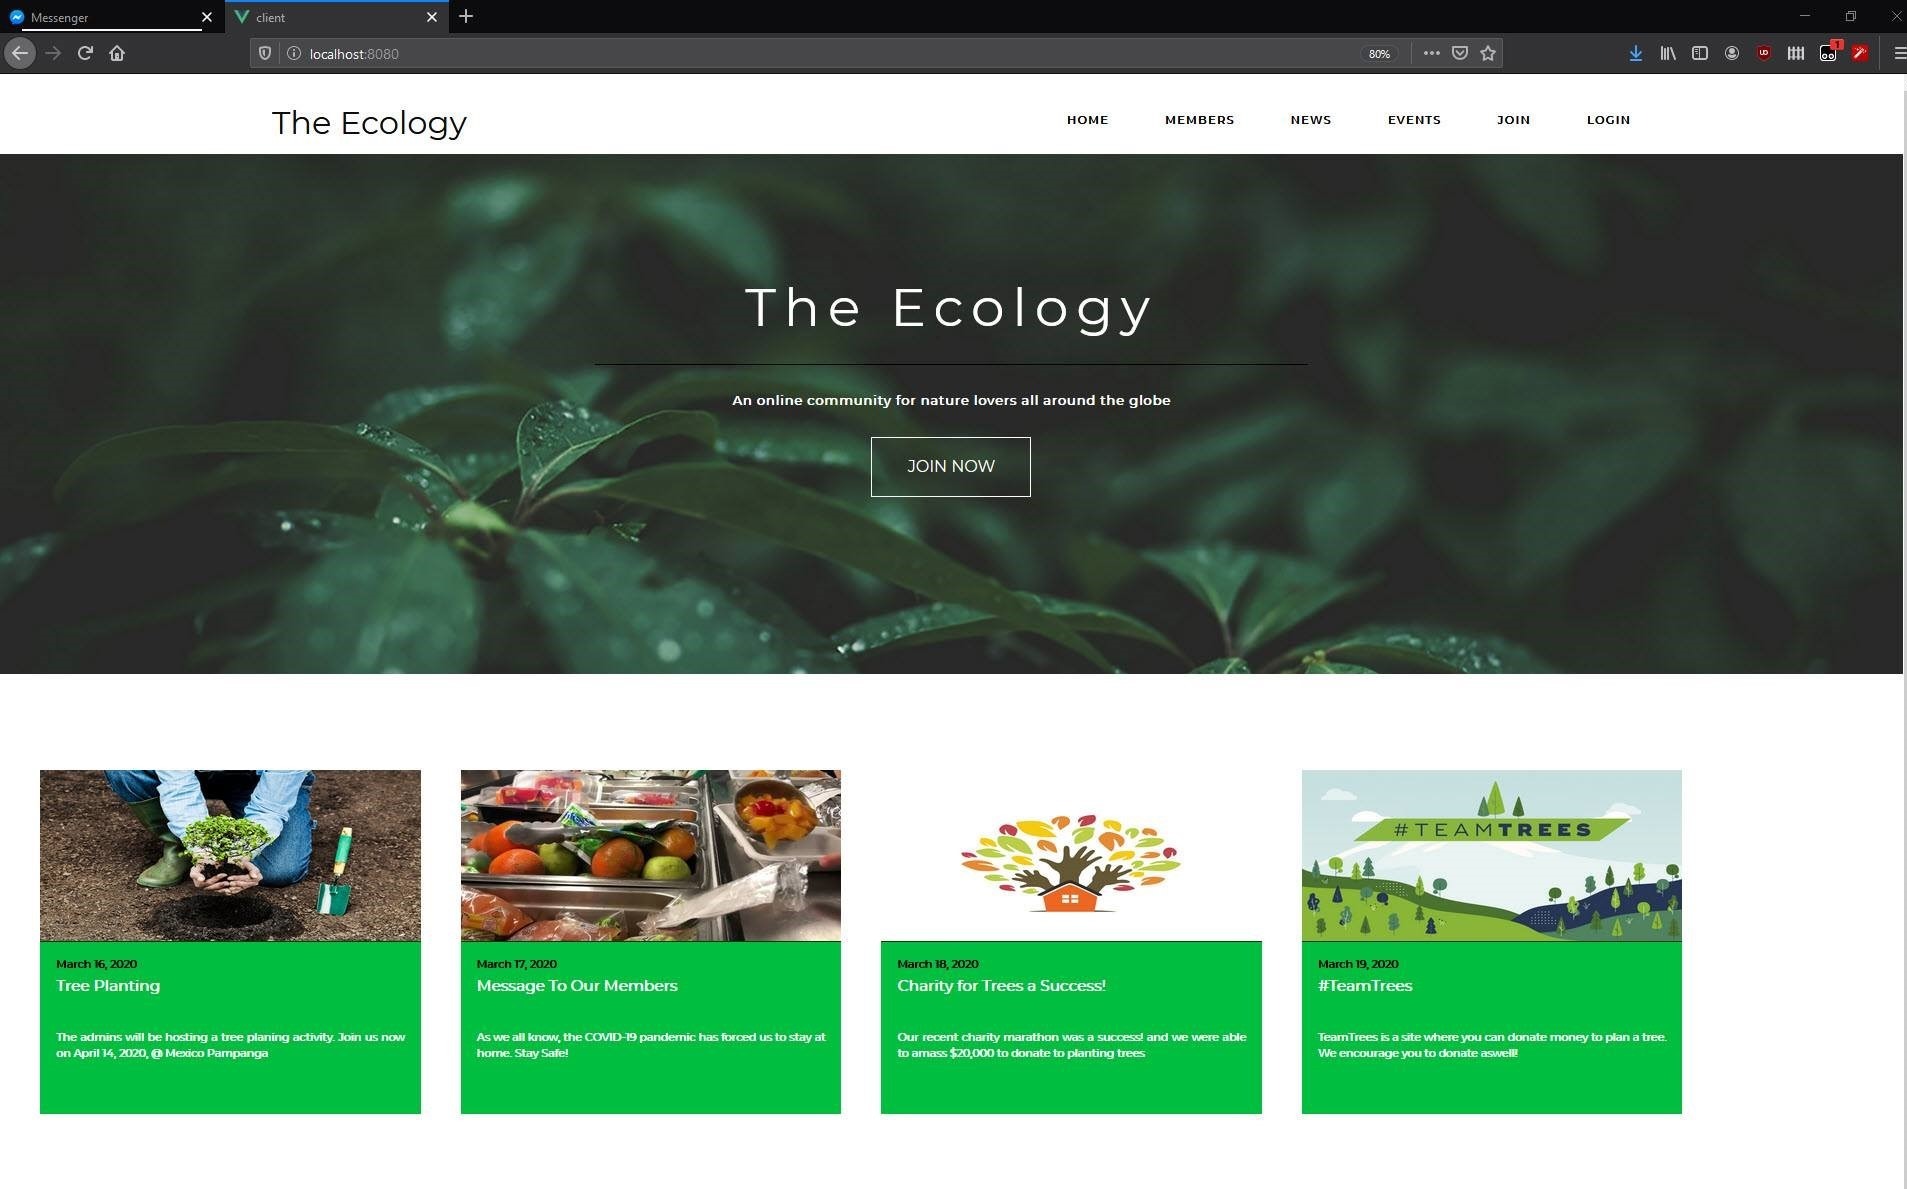 Messenger
client
localhost:8080
80%
1
The Ecology
HOME MEMBERS NEWS EVENTS JOIN LOGIN
The Ecology
An online community for nature lovers all around the globe
JOIN NOW
#TEAMTREES
March 16, 2020
Tree Planting
The admins will be hosting a tree planing activity. Join us now
on April 14, 2020, @ Mexico Pampanga
March 17, 2020
Message To Our Members
As we all know, the COVID-19 pandemic has forced us to stay at
home. Stay Safe!
March 18, 2020
Charity for Trees a Success!
Our recent charity marathon was a success! and we were able
to amass $20,000 to donate to planting trees
March 19, 2020
#TeamTrees
TeamTrees is a site where you can donate money to plan a tree.
We encourage you to donate aswell!